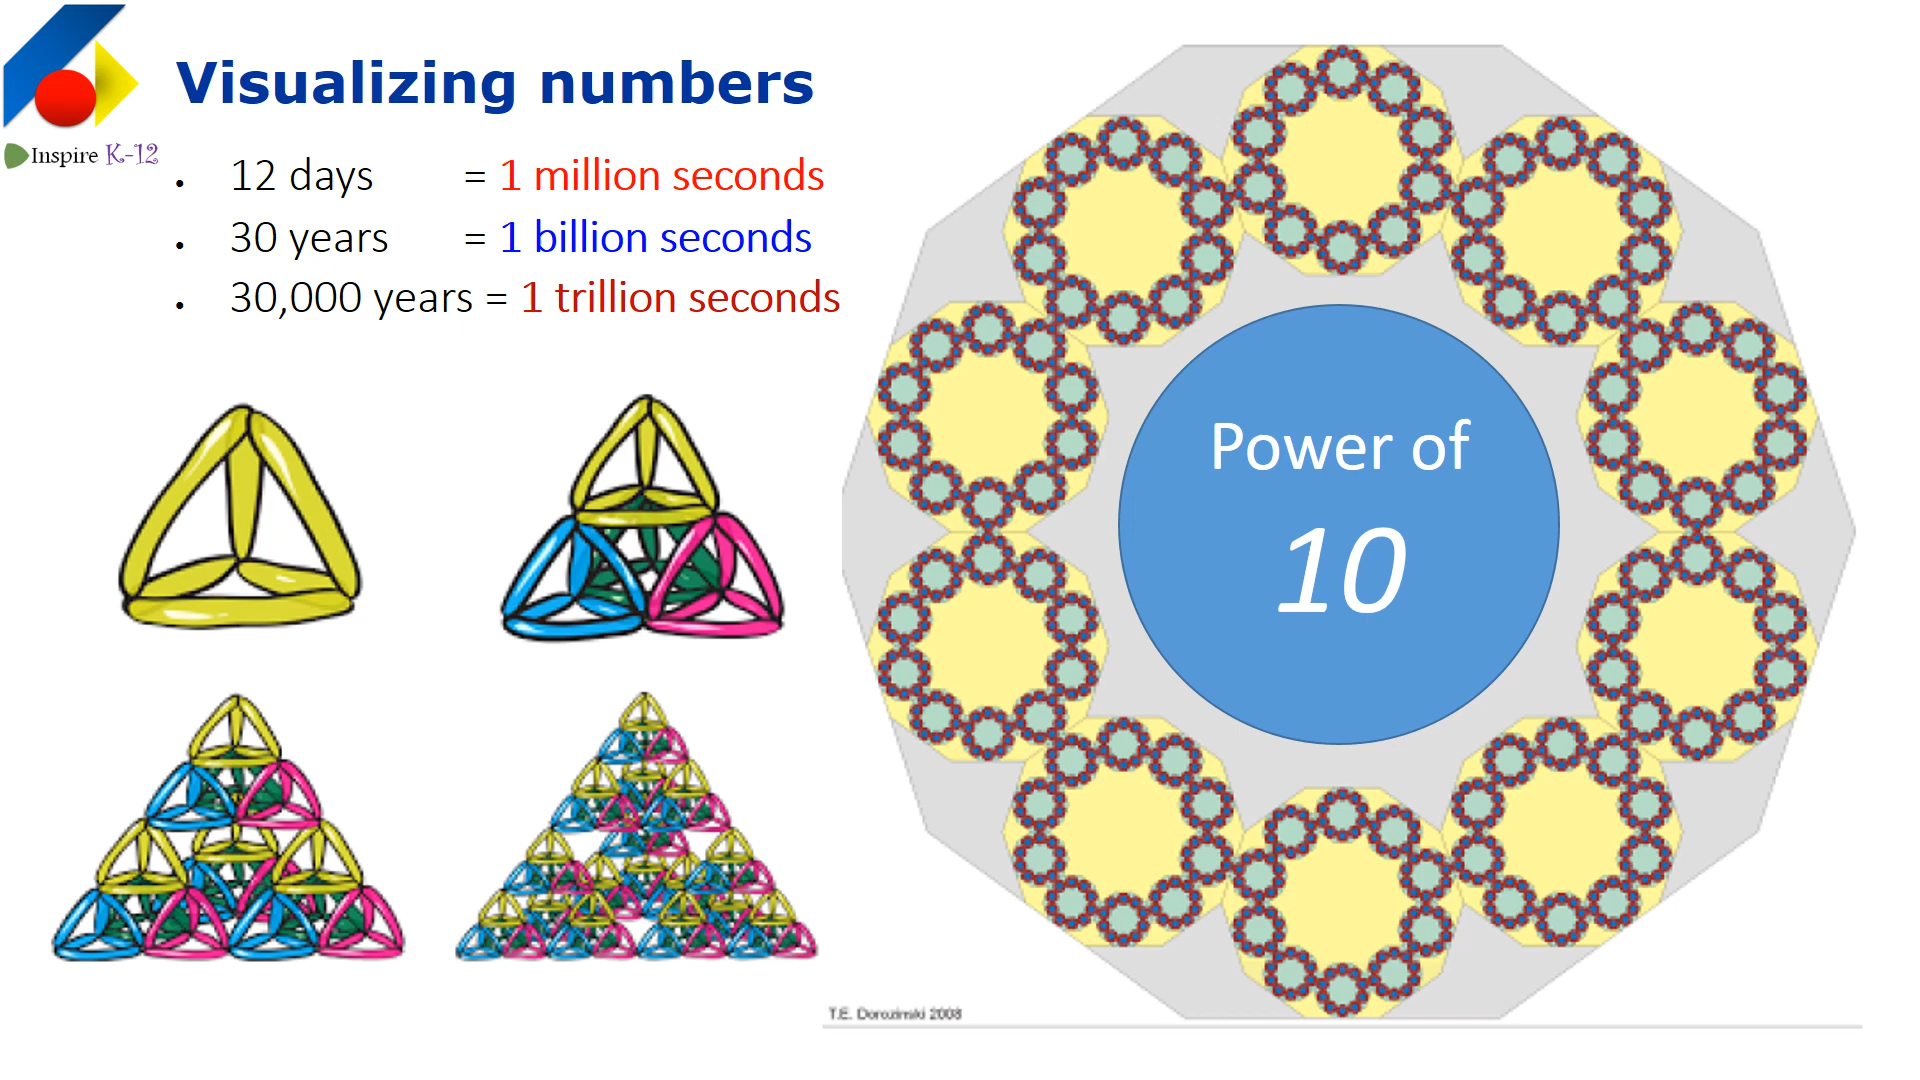 Visualizing numbers
Inspire K-12
• 12 days = 1 million seconds
• 30 years = 1 billion seconds
• 30,000 years = 1 trillion seconds
Power of
10
T.E. Dorozinski 2008